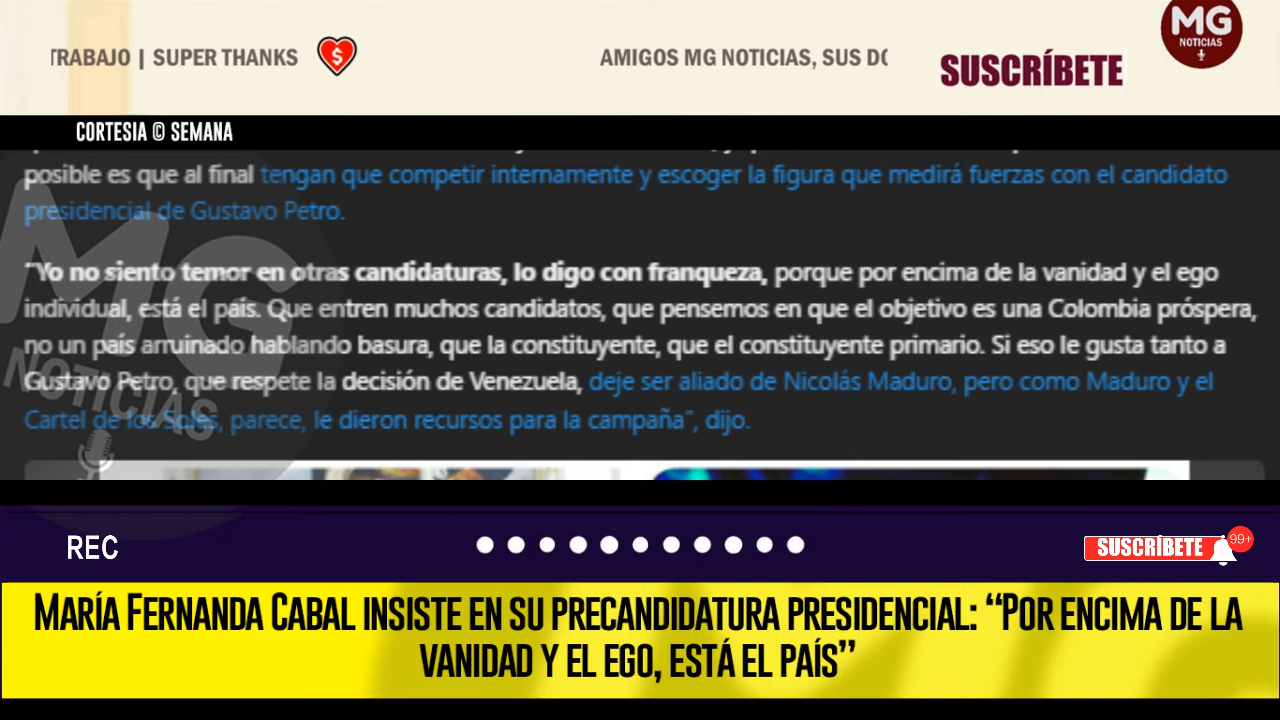 TRABAJO | SUPER THANKS
AMIGOS MG NOTICIAS, SUS
SUSCRÍBETE
MG
NOTICIAS
CORTESIA © SEMANA
posible es que al final tengan que competir internamente y escoger la figura que medirá fuerzas con el candidato
presidencial de Gustavo Petro.
“Yo no siento temor en otras candidaturas, lo digo con franqueza, porque por encima de la vanidad y el ego
individual, está el país. Que entren muchos candidatos, que pensemos en que el objetivo es una Colombia próspera,
no un país arruinado hablando basura, que la constituyente, que el constituyente primario. Si eso le gusta tanto a
Gustavo Petro, que respete la decisión de Venezuela, deje ser aliado de Nicolás Maduro, pero como Maduro y el
Cartel de los Soles, parece, le dieron recursos para la campaña”, dijo.
MG
NOTICIAS
REC
SUSCRÍBETE
99+
MARÍA FERNANDA CABAL INSISTE EN SU PRECANDIDATURA PRESIDENCIAL: “POR ENCIMA DE LA
VANIDAD Y EL EGO, ESTÁ EL PAÍS”